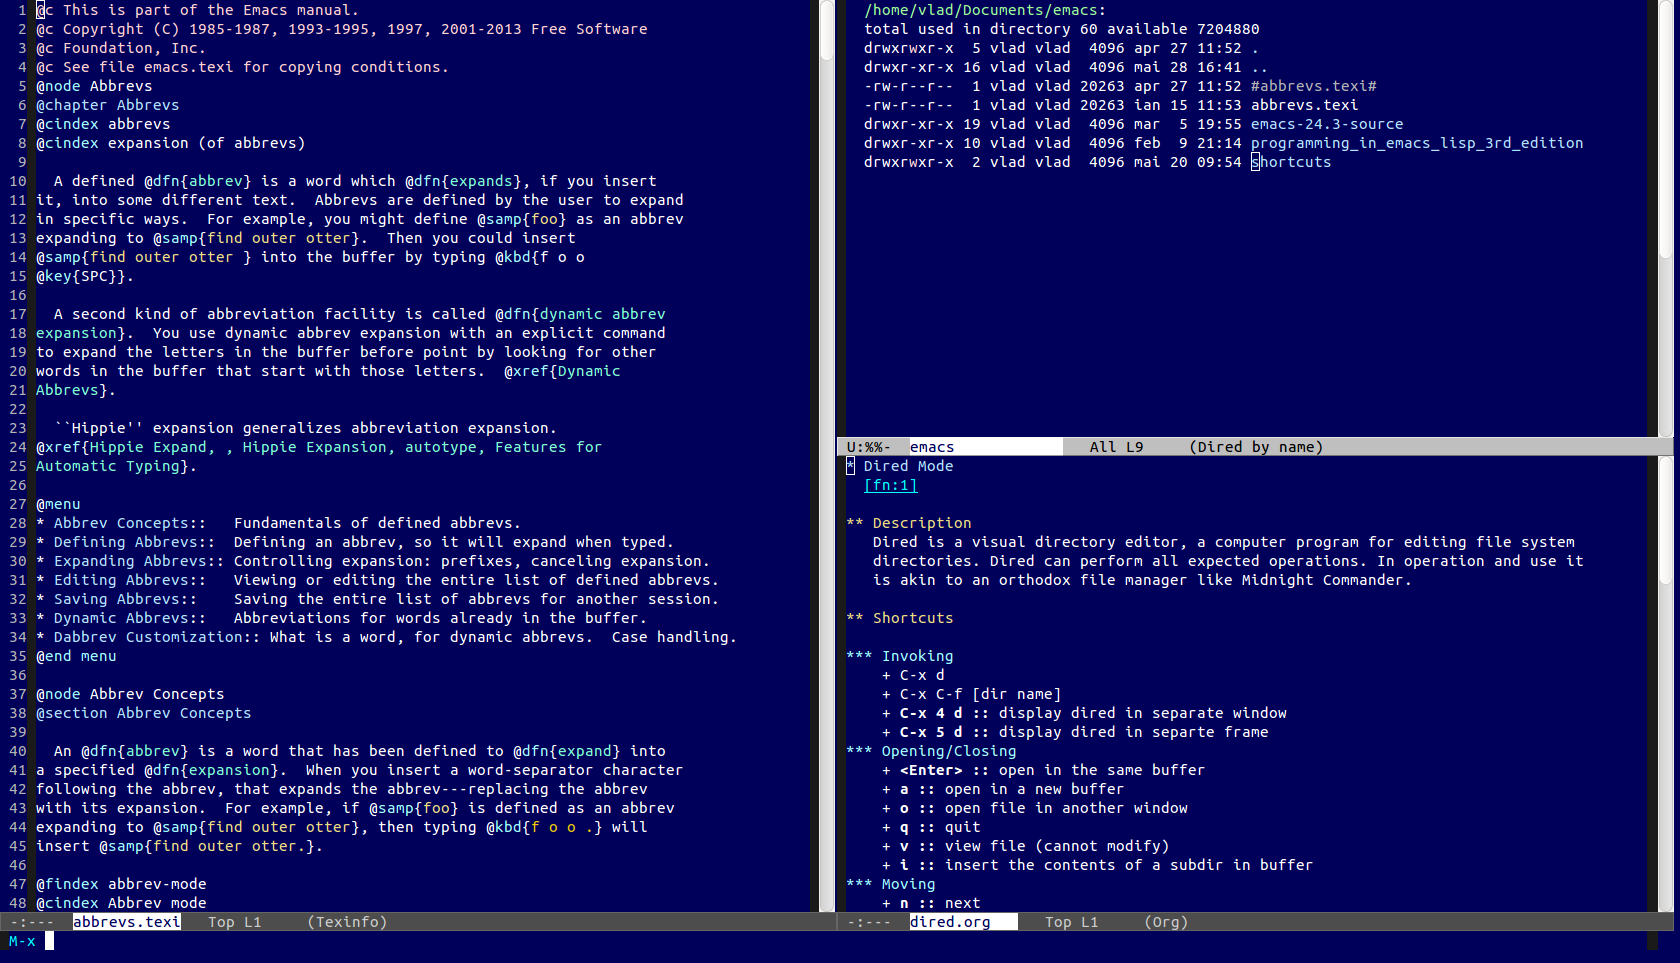 1 @c This is part of the Emacs manual.
2 @c Copyright (C) 1985-1987, 1993-1995, 1997, 2001-2013 Free Software
3 @c Foundation, Inc.
4 @c See file emacs.texi for copying conditions.
5 @node Abbrevs
6 @chapter Abbrevs
7 @cindex abbrevs
8 @cindex expansion (of abbrevs)
9
10   A defined @dfn{abbrev} is a word which @dfn{expands}, if you insert
11 it, into some different text.  Abbrevs are defined by the user to expand
12 in specific ways.  For example, you might define @samp{foo} as an abbrev
13 expanding to @samp{find outer otter}.  Then you could insert
14 @samp{find outer otter } into the buffer by typing @kbd{f o o
15 @key{SPC}}.
16
17   A second kind of abbreviation facility is called @dfn{dynamic abbrev
18 expansion}.  You use dynamic abbrev expansion with an explicit command
19 to expand the letters in the buffer before point by looking for other
20 words in the buffer that start with those letters.  @xref{Dynamic
21 Abbrevs}.
22
23   ``Hippie'' expansion generalizes abbreviation expansion.
24 @xref{Hippie Expand, , Hippie Expansion, autotype, Features for
25 Automatic Typing}.
26
27 @menu
28 * Abbrev Concepts::   Fundamentals of defined abbrevs.
29 * Defining Abbrevs::  Defining an abbrev, so it will expand when typed.
30 * Expanding Abbrevs:: Controlling expansion: prefixes, canceling expansion.
31 * Editing Abbrevs::   Viewing or editing the entire list of defined abbrevs.
32 * Saving Abbrevs::    Saving the entire list of abbrevs for another session.
33 * Dynamic Abbrevs::   Abbreviations for words already in the buffer.
34 * Dabbrev Customization:: What is a word, for dynamic abbrevs.  Case handling.
35 @end menu
36
37 @node Abbrev Concepts
38 @section Abbrev Concepts
39
40   An @dfn{abbrev} is a word that has been defined to @dfn{expand} into
41 a specified @dfn{expansion}.  When you insert a word-separator character
42 following the abbrev, that expands the abbrev---replacing the abbrev
43 with its expansion.  For example, if @samp{foo} is defined as an abbrev
44 expanding to @samp{find outer otter}, then typing @kbd{f o o .} will
45 insert @samp{find outer otter.}.
46
47 @findex abbrev-mode
48 @cindex Abbrev mode
-:---  abbrevs.texi   Top L1     (Texinfo)
M-x
/home/vlad/Documents/emacs:
total used in directory 60 available 7204880
drwxrwxr-x  5 vlad vlad  4096 apr 27 11:52 .
drwxr-xr-x 16 vlad vlad  4096 mai 28 16:41 ..
-rw-r--r--  1 vlad vlad 20263 apr 27 11:52 #abbrevs.texi#
-rw-r--r--  1 vlad vlad 20263 ian 15 11:53 abbrevs.texi
drwxr-xr-x 19 vlad vlad  4096 mar  5 19:55 emacs-24.3-source
drwxr-xr-x 10 vlad vlad  4096 feb  9 21:14 programming_in_emacs_lisp_3rd_edition
drwxrwxr-x  2 vlad vlad  4096 mai 20 09:54 shortcuts
U:%%-  emacs   All L9     (Dired by name)
* Dired Mode
[fn:1]
** Description
Dired is a visual directory editor, a computer program for editing file system
directories. Dired can perform all expected operations. In operation and use it
is akin to an orthodox file manager like Midnight Commander.
** Shortcuts
*** Invoking
+ C-x d
+ C-x C-f [dir name]
+ C-x 4 d :: display dired in separate window
+ C-x 5 d :: display dired in separte frame
*** Opening/Closing
+ <Enter> :: open in the same buffer
+ a :: open in a new buffer
+ o :: open file in another window
+ q :: quit
+ v :: view file (cannot modify)
+ i :: insert the contents of a subdir in buffer
*** Moving
+ n :: next
-:---  dired.org   Top L1     (Org)